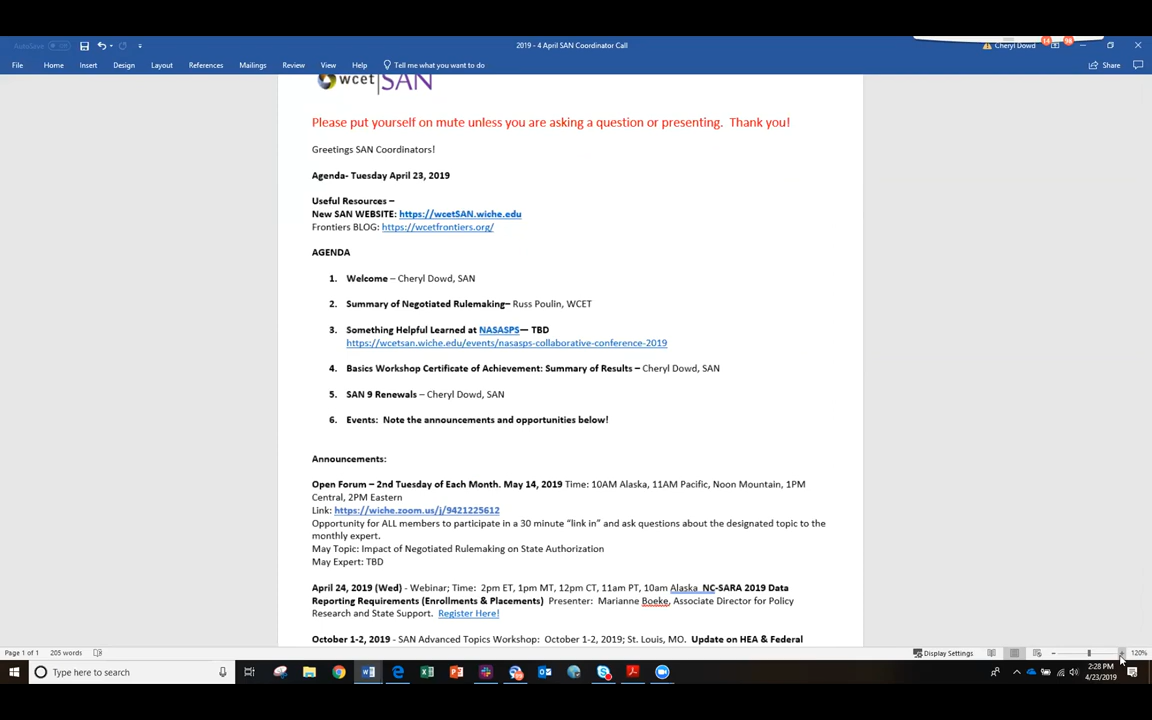 AutoSave Off
2019 - 4 April SAN Coordinator Call
Cheryl Dowd
14
98
File Home Insert Design Layout References Mailings Review View Help Tell me what you want to do
Share
wcet SAN
Please put yourself on mute unless you are asking a question or presenting. Thank you!
Greetings SAN Coordinators!
Agenda- Tuesday April 23, 2019
Useful Resources –
New SAN WEBSITE: https://wcetSAN.wiche.edu
Frontiers BLOG: https://wcetfrontiers.org/
AGENDA
1. Welcome – Cheryl Dowd, SAN
2. Summary of Negotiated Rulemaking– Russ Poulin, WCET
3. Something Helpful Learned at NASASPS— TBD
https://wcetsan.wiche.edu/events/nasasps-collaborative-conference-2019
4. Basics Workshop Certificate of Achievement: Summary of Results – Cheryl Dowd, SAN
5. SAN 9 Renewals – Cheryl Dowd, SAN
6. Events: Note the announcements and opportunities below!
Announcements:
Open Forum – 2nd Tuesday of Each Month. May 14, 2019 Time: 10AM Alaska, 11AM Pacific, Noon Mountain, 1PM
Central, 2PM Eastern
Link: https://wiche.zoom.us/j/9421225612
Opportunity for ALL members to participate in a 30 minute “link in” and ask questions about the designated topic to the
monthly expert.
May Topic: Impact of Negotiated Rulemaking on State Authorization
May Expert: TBD
April 24, 2019 (Wed) - Webinar; Time: 2pm ET, 1pm MT, 12pm CT, 11am PT, 10am Alaska NC-SARA 2019 Data
Reporting Requirements (Enrollments & Placements) Presenter: Marianne Boeke, Associate Director for Policy
Research and State Support. Register Here!
October 1-2, 2019 - SAN Advanced Topics Workshop: October 1-2, 2019; St. Louis, MO. Update on HEA & Federal
Page 1 of 1 205 words
Display Settings
120%
Type here to search
2:28 PM
4/23/2019